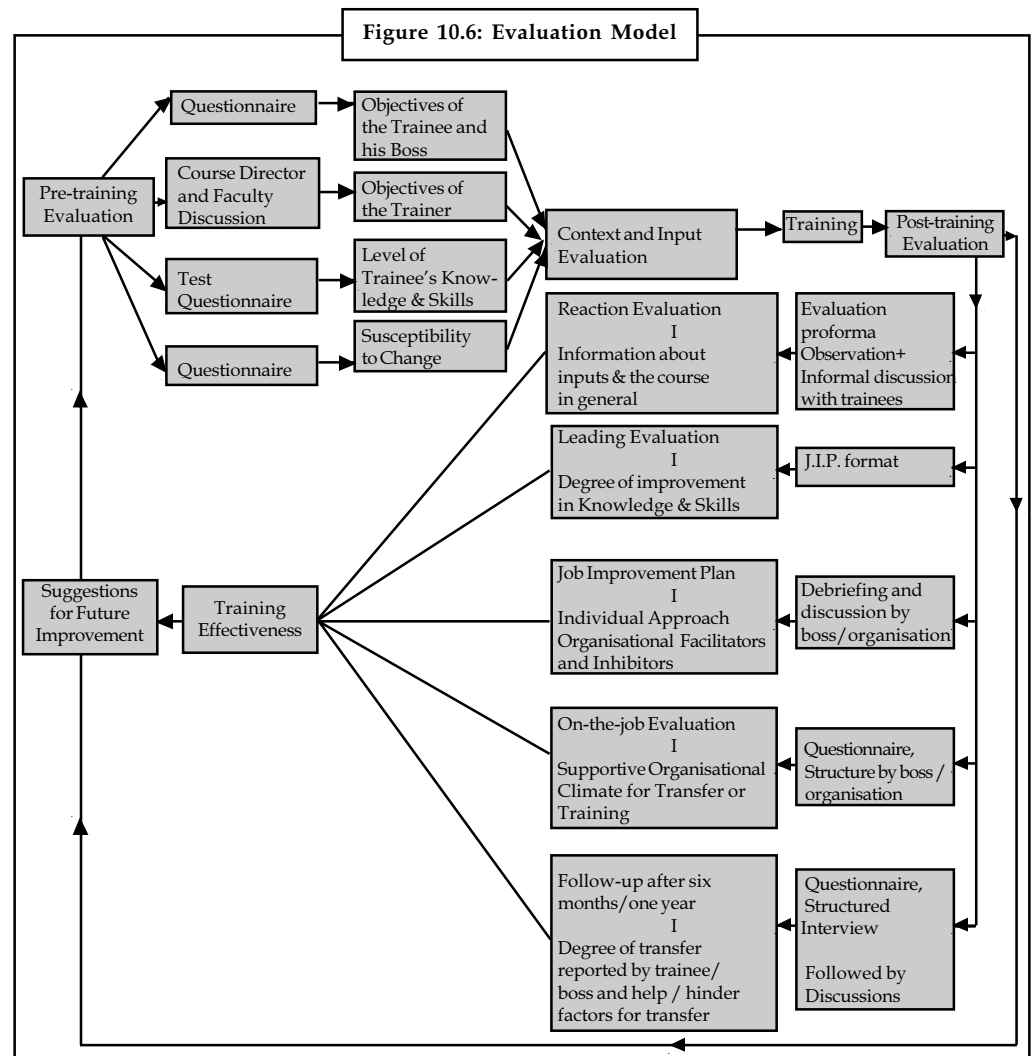 Figure 10.6: Evaluation Model
Questionnaire
Objectives of
the Trainee and
his Boss
Pre-training
Evaluation
Course Director
and Faculty
Discussion
Objectives of
the Trainer
Test
Questionnaire
Level of
Trainee's Know-
ledge & Skills
Questionnaire
Susceptibility
to Change
Context and Input
Evaluation
Training
Post-training
Evaluation
Reaction Evaluation
I
Information about
inputs & the course
in general
Evaluation
proforma
Observation+
Informal discussion
with trainees
Leading Evaluation
I
Degree of improvement
in Knowledge & Skills
J.I.P. format
Suggestions
for Future
Improvement
Training
Effectiveness
Job Improvement Plan
I
Individual Approach
Organisational Facilitators
and Inhibitors
Debriefing and
discussion by
boss/organisation
On-the-job Evaluation
I
Supportive Organisational
Climate for Transfer or
Training
Questionnaire,
Structure by boss /
organisation
Follow-up after six
months/one year
I
Degree of transfer
reported by trainee/
boss and help / hinder
factors for transfer
Questionnaire,
Structured
Interview
Followed by
Discussions